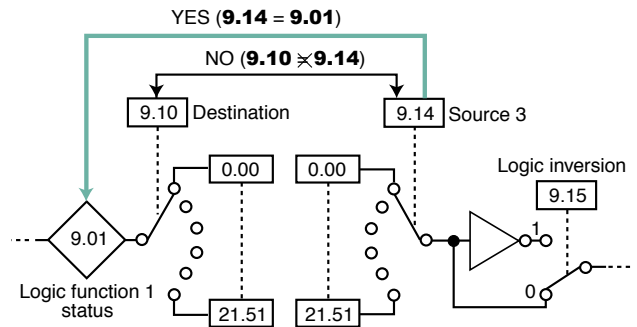 YES (9.14 = 9.01)
NO (9.10 ≍ 9.14)
9.10 Destination
9.14 Source 3
0.00
0.00
Logic inversion
9.15
9.01
1
Logic function 1
status
0
21.51
21.51